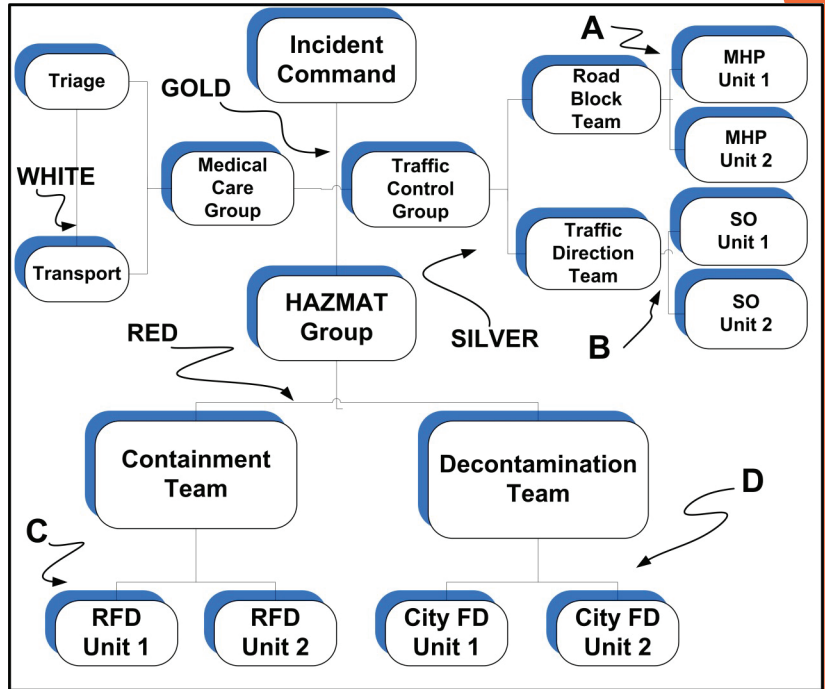 A
Incident
Command
MHP
Unit 1
Triage
GOLD
Road
Block
Team
MHP
Unit 2
WHITE
Medical
Care
Group
Traffic
Control
Group
SO
Unit 1
Transport
Traffic
Direction
Team
HAZMAT
Group
SO
Unit 2
RED
SILVER
B
Containment
Team
Decontamination
Team
D
C
RFD
Unit 1
RFD
Unit 2
City FD
Unit 1
City FD
Unit 2